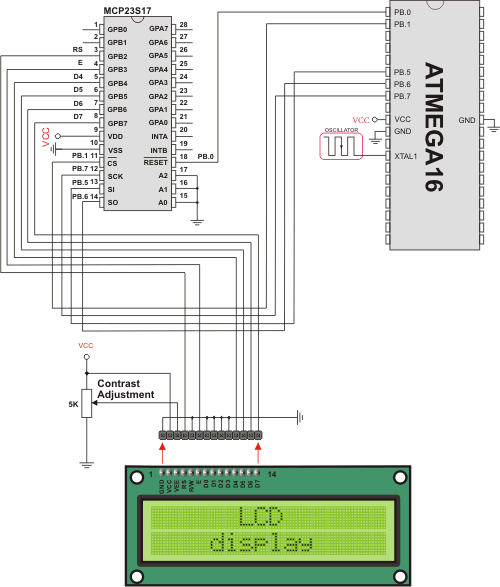 MCP23S17
1 GPB0 GPA7 28
2 GPB1 GPA6 27
RS 3 GPB2 GPA5 26
E 4 GPB3 GPA4 25
D4 5 GPB4 GPA3 24
D5 6 GPB5 GPA2 23
D6 7 GPB6 GPA1 22
D7 8 GPB7 GPA0 21
VCC 9 VDD INTA 20
10 VSS INTB 19
PB.1 11 CS RESET 18 PB.0
PB.7 12 SCK A2 17
PB.5 13 SI A1 16
PB.6 14 SO A0 15
PB.0
PB.1
PB.5
PB.6
PB.7
VCC VCC
GND GND
OSCILLATOR
XTAL1
ATMEGA16
VCC
Contrast
Adjustment
5K
1 14
GND VCC VEE RS R/W E D0 D1 D2 D3 D4 D5 D6 D7
LCD
display